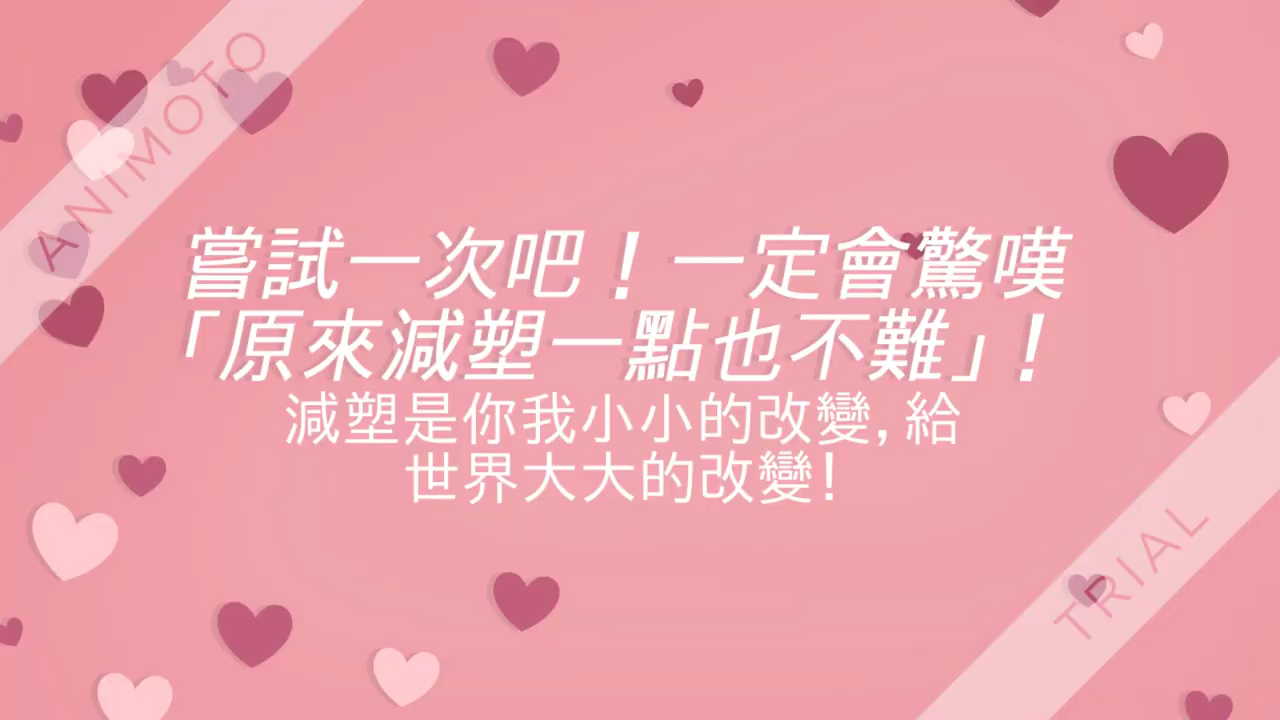 ANIMOTO
嘗試一次吧！一定會驚嘆
「原來減塑一點也不難」！
減塑是你我小小的改變，給
世界大大的改變！
TRIAL